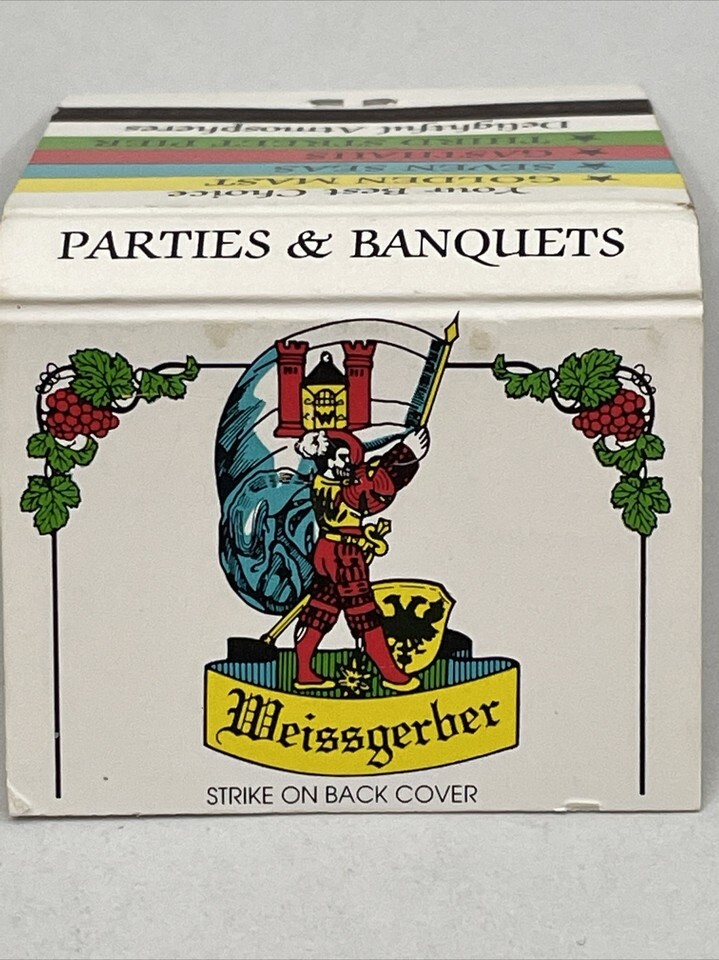 Delightful Atmospheres
★ THIRD STREET PIER
★ GASTHAUS
★ SEVEN SEAS
★ GOLDEN MAST
Your Best Choice
PARTIES & BANQUETS
W
Weissgerber
STRIKE ON BACK COVER